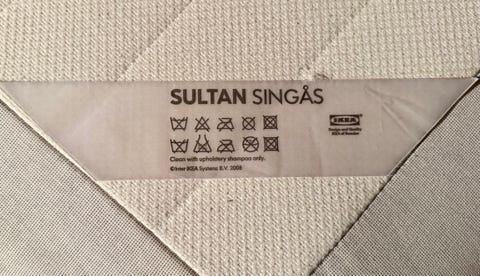 SULTAN SINGÅS
IKEA
Design and Quality
IKEA of Sweden
Clean with upholstery shampoo only.
©Inter IKEA Systems B.V. 2008